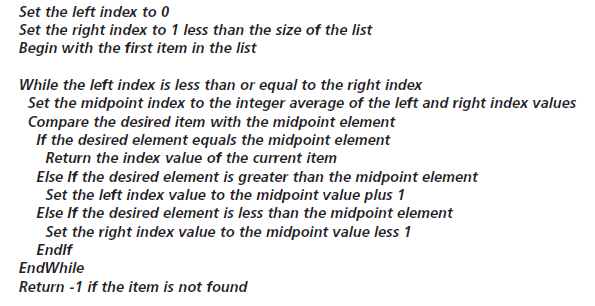 Set the left index to 0
Set the right index to 1 less than the size of the list
Begin with the first item in the list
While the left index is less than or equal to the right index
Set the midpoint index to the integer average of the left and right index values
Compare the desired item with the midpoint element
If the desired element equals the midpoint element
Return the index value of the current item
Else If the desired element is greater than the midpoint element
Set the left index value to the midpoint value plus 1
Else If the desired element is less than the midpoint element
Set the right index value to the midpoint value less 1
EndIf
EndWhile
Return -1 if the item is not found